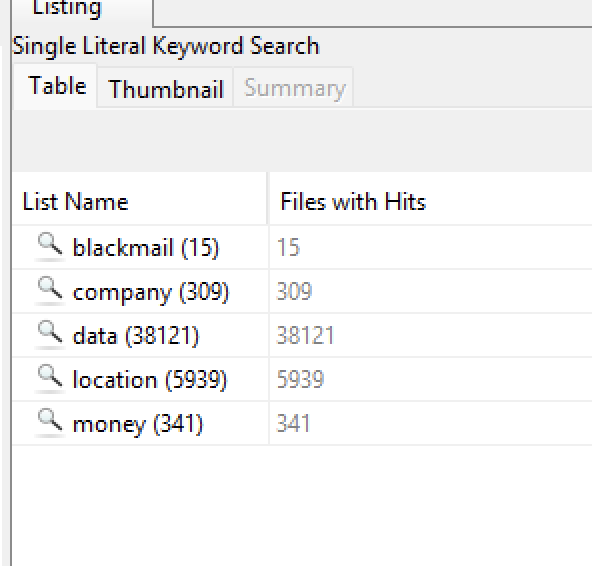 Listing
Single Literal Keyword Search
Table Thumbnail Summary
List Name Files with Hits
blackmail (15) 15
company (309) 309
data (38121) 38121
location (5939) 5939
money (341) 341